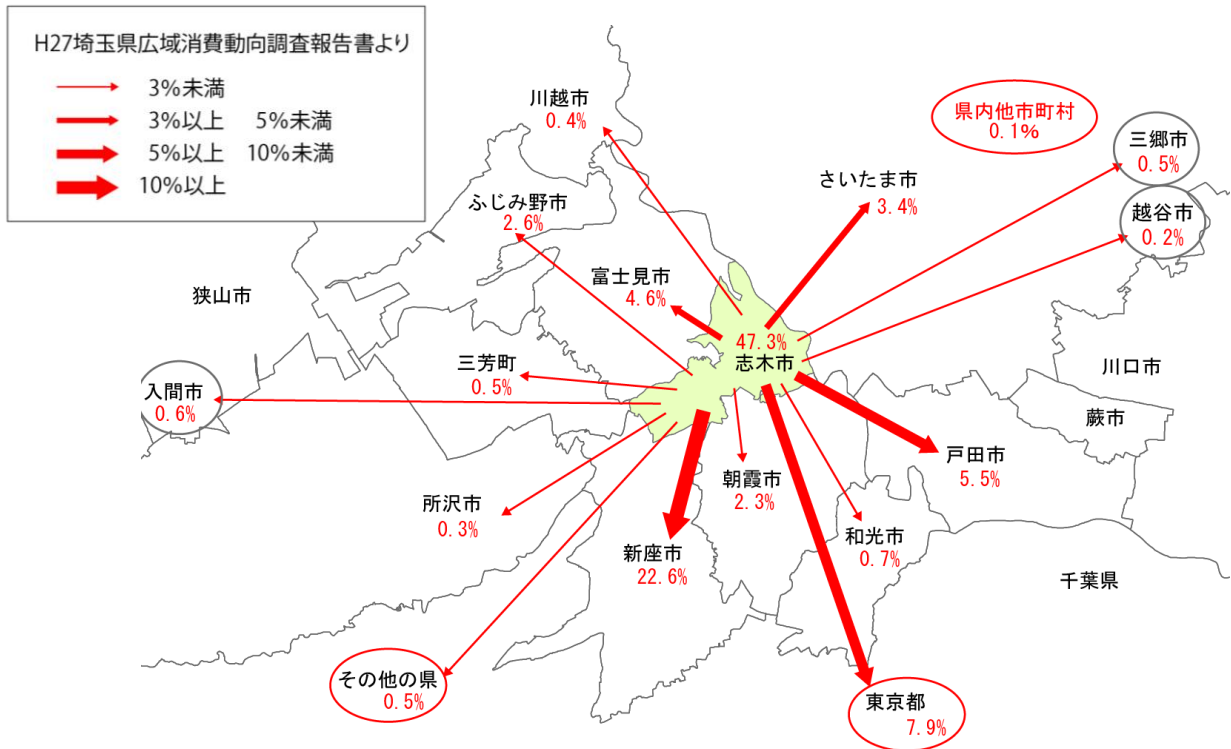 H27埼玉県広域消費動向調査報告書より
3%未満
3%以上 5%未満
5%以上 10%未満
10%以上
川越市
0.4%
県内他市町村
0.1%
三郷市
0.5%
さいたま市
3.4%
ふじみ野市
2.6%
越谷市
0.2%
富士見市
4.6%
狭山市
47.3%
志木市
三芳町
0.5%
川口市
入間市
0.6%
蕨市
戸田市
5.5%
朝霞市
2.3%
所沢市
0.3%
和光市
0.7%
新座市
22.6%
千葉県
その他の県
0.5%
東京都
7.9%